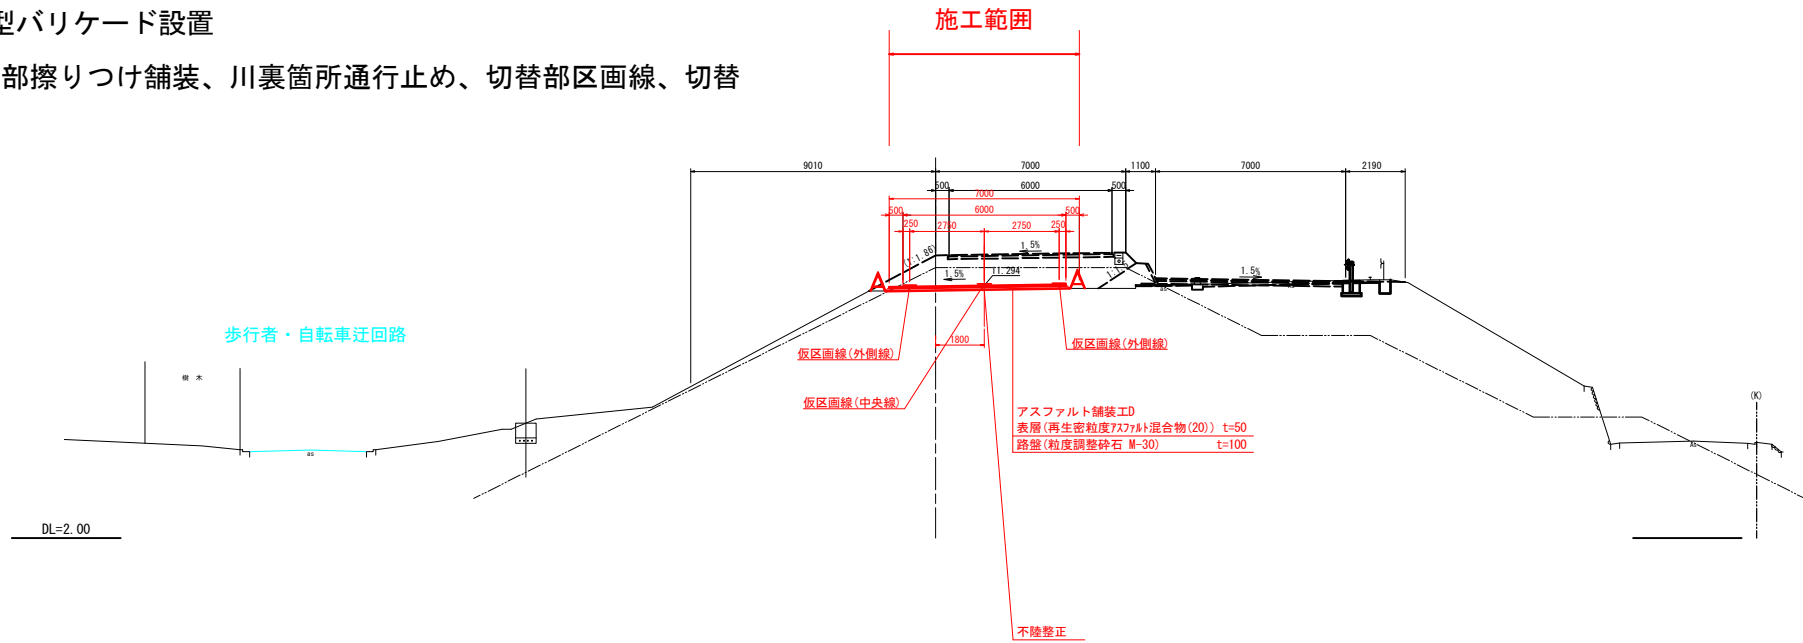 型バリケード設置
施工範囲
部擦りつけ舗装、川裏箇所通行止め、切替部区画線、切替
9010
7000
1100
7000
2190
500
6000
500
7000
500
6000
500
250
2750
2750
250
(1:1.86)
1.5%
1.5%
11.294
1.5%
A
A
歩行者・自転車迂回路
1800
仮区画線(外側線)
仮区画線(外側線)
樹 木
仮区画線(中央線)
(K)
アスファルト舗装工D
表層(再生密粒度アスファルト混合物(20)) t=50
路盤(粒度調整砕石 M-30) t=100
as
As
DL=2.00
不陸整正